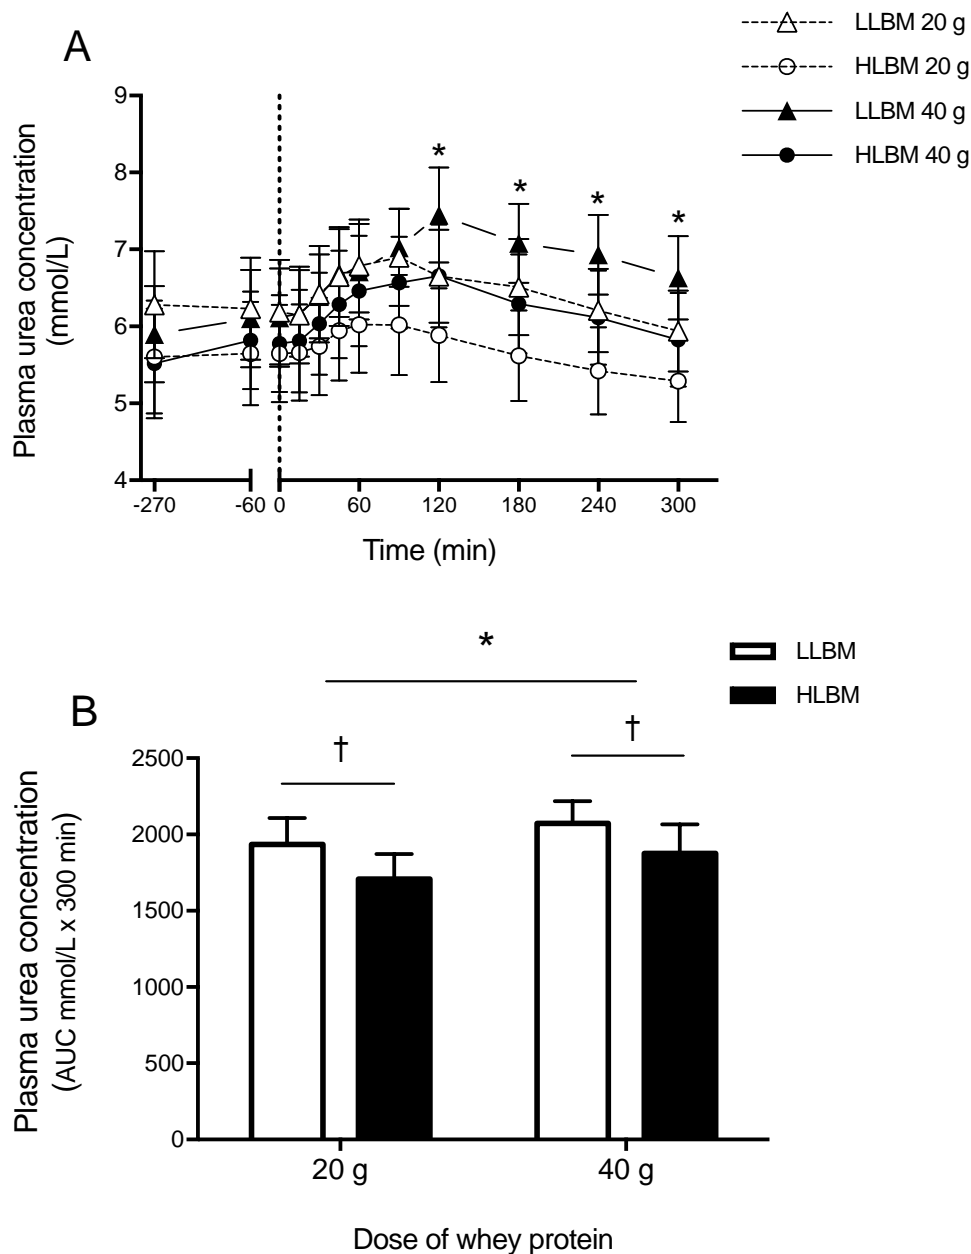 A
LLBM 20 g
HLBM 20 g
LLBM 40 g
HLBM 40 g
Plasma urea concentration
(mmol/L)
9
8
7
6
5
4
* * * *
-270 -60 0 60 120 180 240 300
Time (min)
B
*
LLBM
HLBM
† †
Plasma urea concentration
(AUC mmol/L x 300 min)
2500
2000
1500
1000
500
0
20 g 40 g
Dose of whey protein